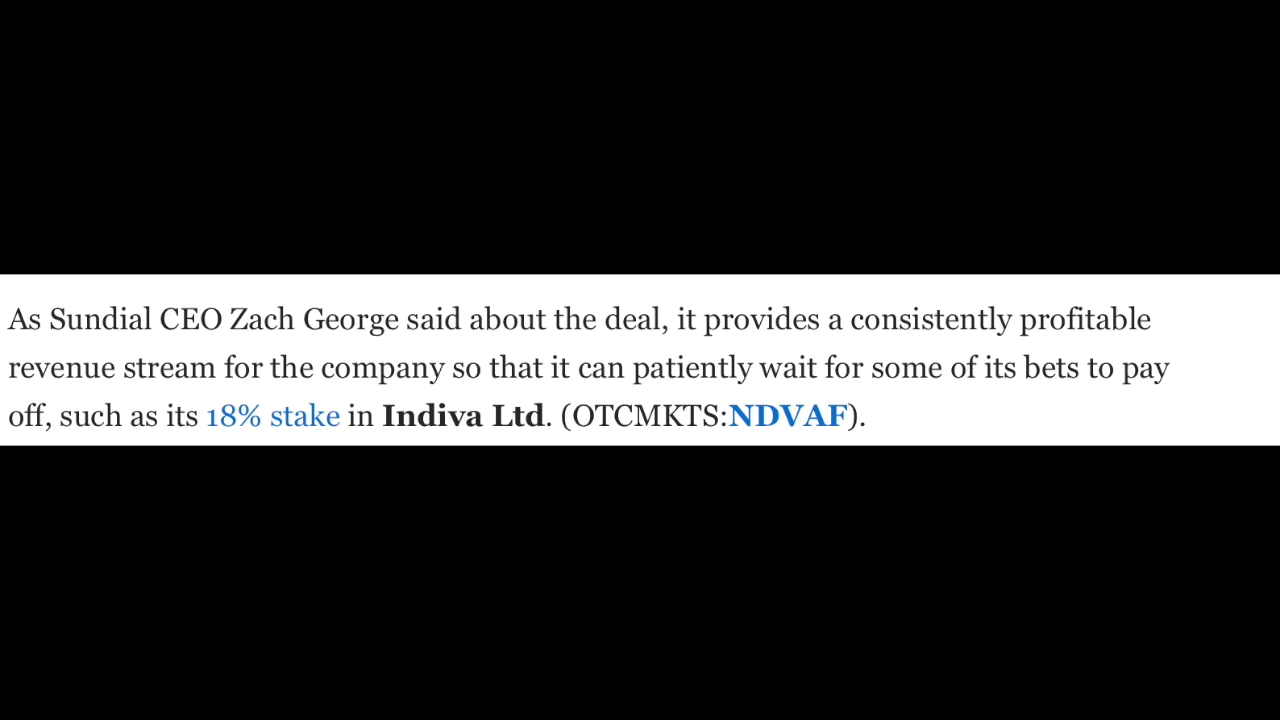 As Sundial CEO Zach George said about the deal, it provides a consistently profitable
revenue stream for the company so that it can patiently wait for some of its bets to pay
off, such as its 18% stake in Indiva Ltd. (OTCMKTS:NDVAF).